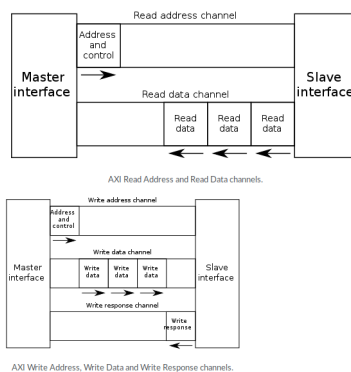 Read address channel
Address
and
control
Master
interface
Slave
interface
Read data channel
Read
data
Read
data
Read
data
AXI Read Address and Read Data channels.
Write address channel
Address
and
control
Write data channel
Master
interface
Write
data
Write
data
Write
data
Slave
interface
Write response channel
Write
response
AXI Write Address, Write Data and Write Response channels.